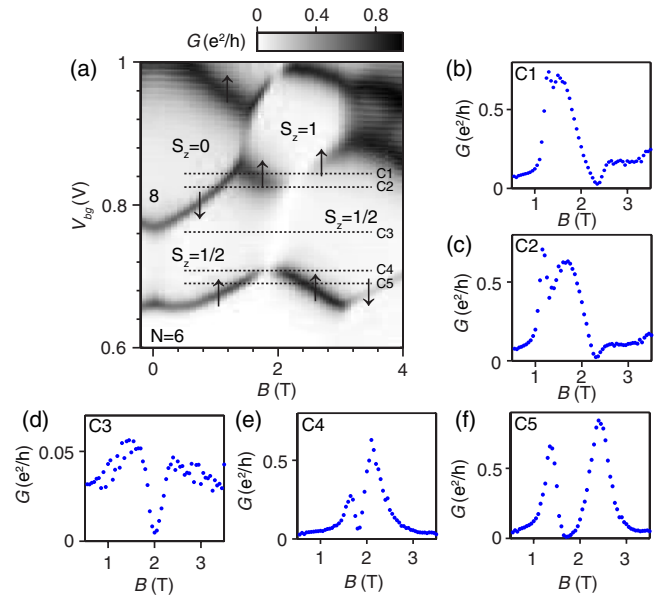 0 0.4 0.8
G (e²/h)
(a)
1
0.8
0.6
V_bg (V)
S_z=0
S_z=1
8
C1
C2
S_z=1/2
C3
S_z=1/2
C4
C5
N=6
0 2 4
B (T)
(b)
C1
0.5
0
G (e²/h)
1 2 3
B (T)
(c)
C2
0.5
0
G (e²/h)
1 2 3
B (T)
(d)
C3
0.05
0
G (e²/h)
1 2 3
B (T)
(e)
C4
0.5
0
G (e²/h)
1 2 3
B (T)
(f)
C5
0.5
0
G (e²/h)
1 2 3
B (T)